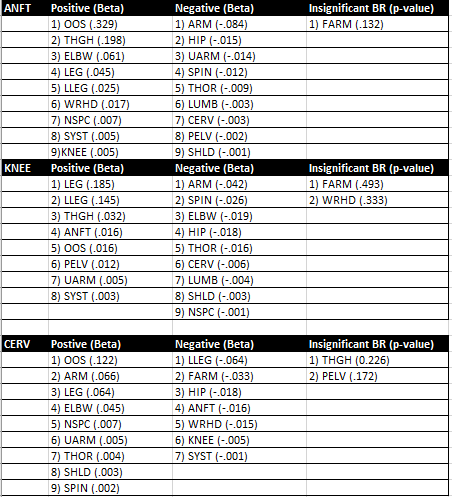 ANFT Positive (Beta) Negative (Beta) Insignificant BR (p-value)
1) OOS (.329) 1) ARM (-.084) 1) FARM (.132)
2) THGH (.198) 2) HIP (-.015)
3) ELBW (.061) 3) UARM (-.014)
4) LEG (.045) 4) SPIN (-.012)
5) LLEG (.025) 5) THOR (-.009)
6) WRHD (.017) 6) LUMB (-.003)
7) NSPC (.007) 7) CERV (-.003)
8) SYST (.005) 8) PELV (-.002)
9)KNEE (.005) 9) SHLD (-.001)
KNEE Positive (Beta) Negative (Beta) Insignificant BR (p-value)
1) LEG (.185) 1) ARM (-.042) 1) FARM (.493)
2) LLEG (.145) 2) SPIN (-.026) 2) WRHD (.333)
3) THGH (.032) 3) ELBW (-.019)
4) ANFT (.016) 4) HIP (-.018)
5) OOS (.016) 5) THOR (-.016)
6) PELV (.012) 6) CERV (-.006)
7) UARM (.005) 7) LUMB (-.004)
8) SYST (.003) 8) SHLD (-.003)
9) NSPC (-.001)
CERV Postive (Beta) Negative (Beta) Insignificant BR (p-value)
1) OOS (.122) 1) LLEG (-.064) 1) THGH (0.226)
2) ARM (.066) 2) FARM (-.033) 2) PELV (.172)
3) LEG (.064) 3) HIP (-.018)
4) ELBW (.045) 4) ANFT (-.016)
5) NSPC (.007) 5) WRHD (-.015)
6) UARM (.005) 6) KNEE (-.005)
7) THOR (.004) 7) SYST (-.001)
8) SHLD (.003)
9) SPIN (.002)